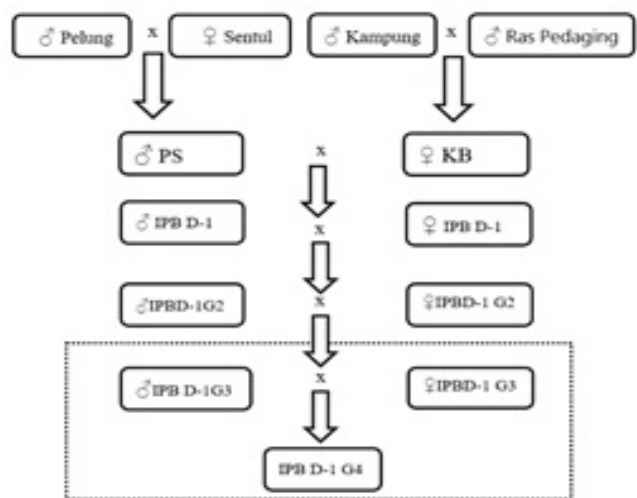 ♂ Pelung x ♀ Sentul ♂ Kampung x ♂ Ras Pedaging
♂ PS x ♀ KB
♂ IPB D-1 x ♀ IPB D-1
♂IPBD-1G2 x ♀IPBD-1 G2
♂IPB D-1G3 x ♀IPBD-1 G3
IPB D-1 G4